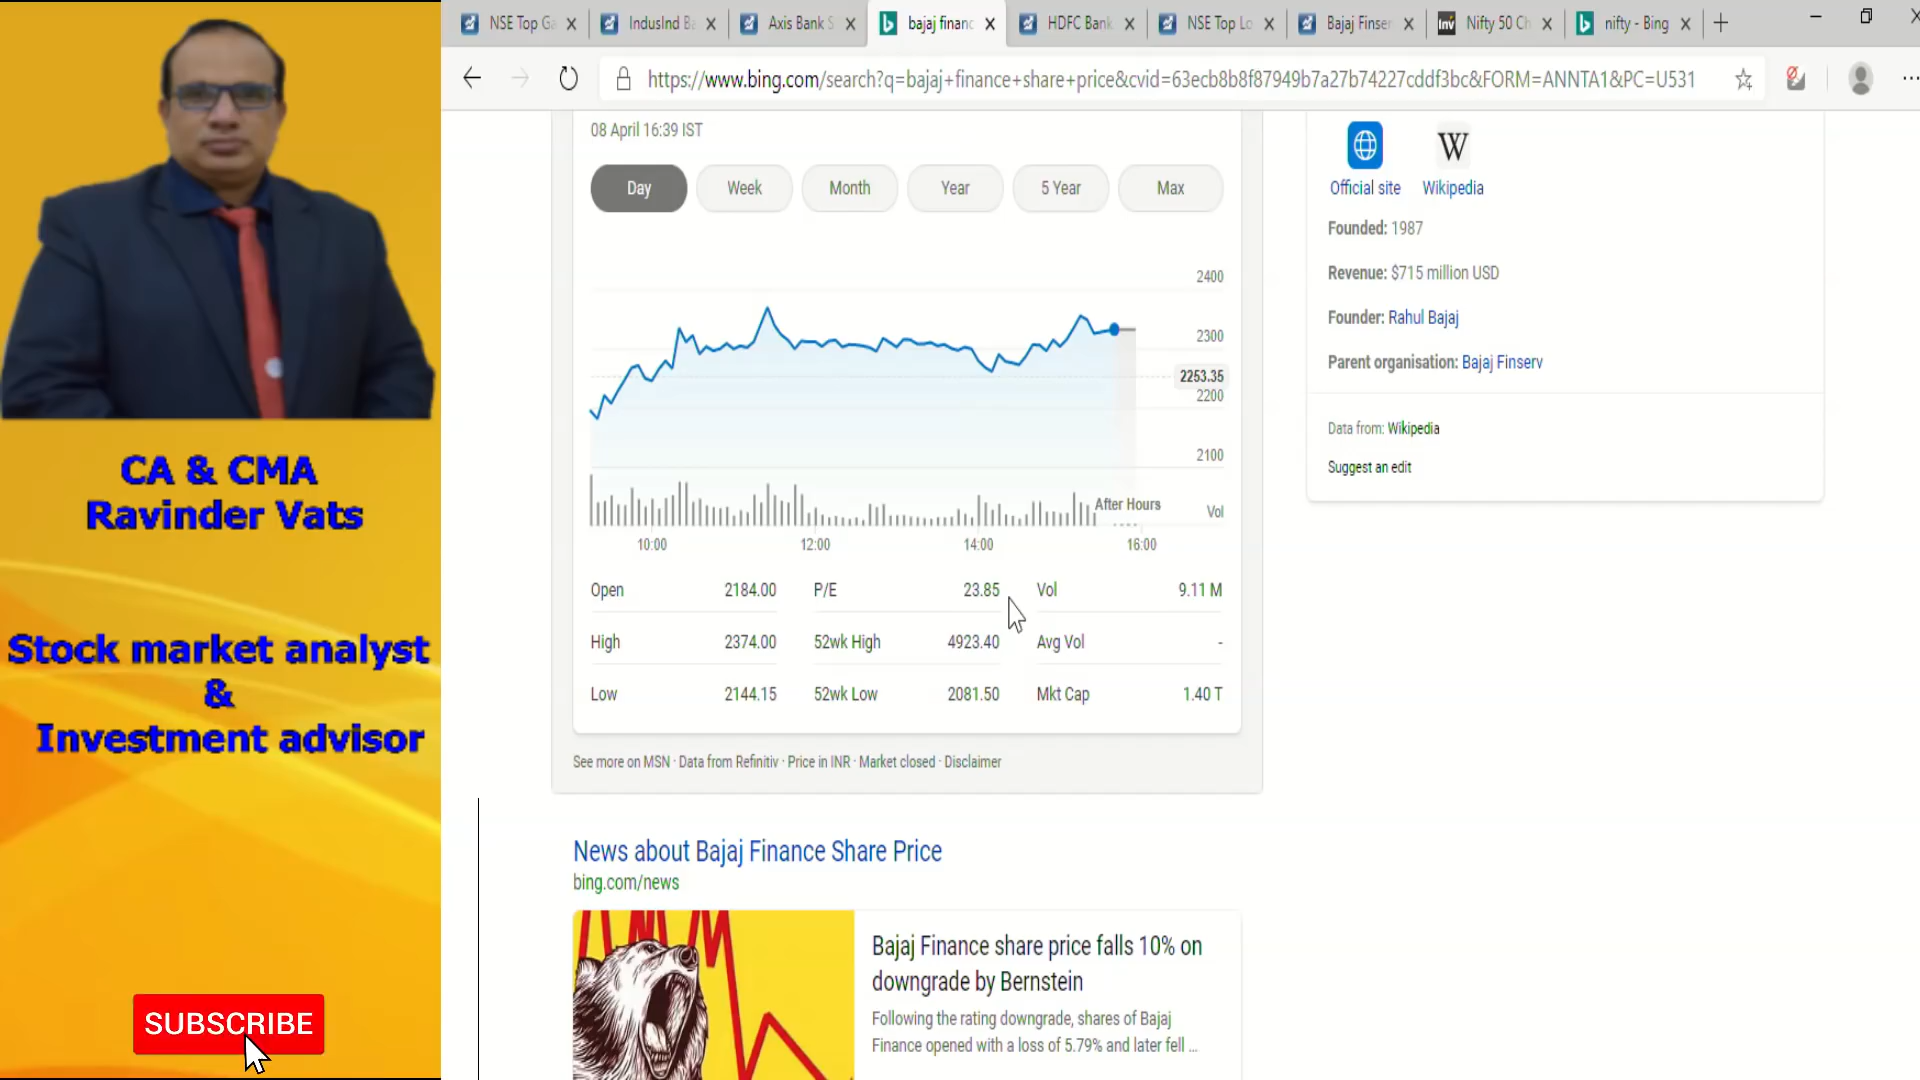 CA & CMA
Ravinder Vats
Stock market analyst
&
Investment advisor
SUBSCRIBE
NSE Top Ga
IndusInd Ba
Axis Bank S
bajaj financ
HDFC Bank
NSE Top Lo
Bajaj Finser
Inv Nifty 50 Ch
nifty - Bing
https://www.bing.com/search?q=bajaj+finance+share+price&cvid=63ecb8b8f87949b7a27b74227cddf3bc&FORM=ANNTA1&PC=U531
08 April 16:39 IST
Day Week Month Year 5 Year Max
2400
2300
2253.35
2200
2100
After Hours
Vol
10:00 12:00 14:00 16:00
Open 2184.00 P/E 23.85 Vol 9.11 M
High 2374.00 52wk High 4923.40 Avg Vol -
Low 2144.15 52wk Low 2081.50 Mkt Cap 1.40 T
See more on MSN · Data from Refinitiv · Price in INR · Market closed · Disclaimer
News about Bajaj Finance Share Price
bing.com/news
Bajaj Finance share price falls 10% on
downgrade by Bernstein
Following the rating downgrade, shares of Bajaj
Finance opened with a loss of 5.79% and later fell ...
W
Official site Wikipedia
Founded: 1987
Revenue: $715 million USD
Founder: Rahul Bajaj
Parent organisation: Bajaj Finserv
Data from: Wikipedia
Suggest an edit